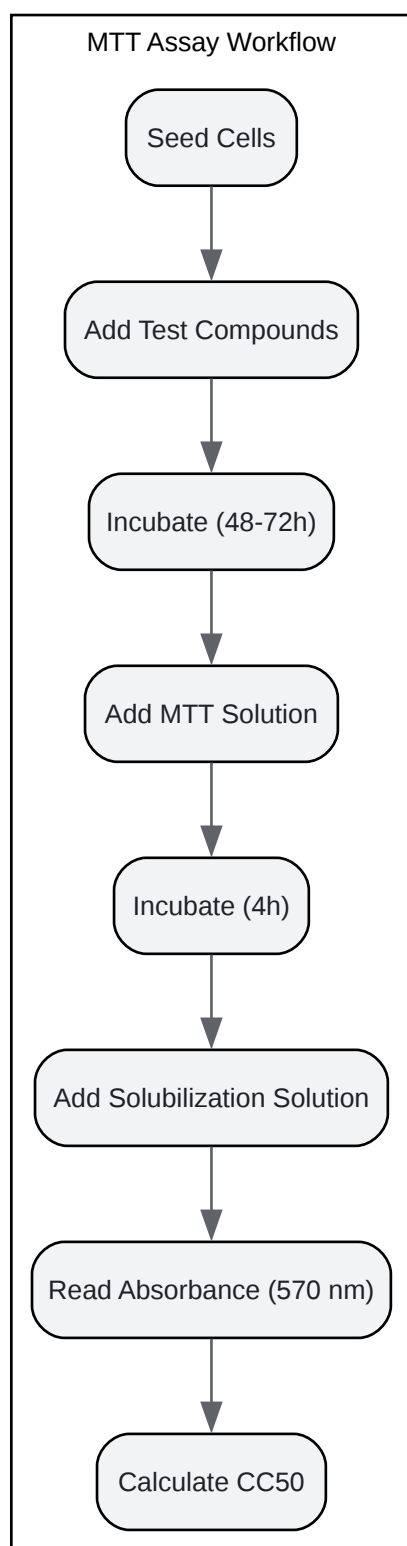 MTT Assay Workflow
Seed Cells
Add Test Compounds
Incubate (48-72h)
Add MTT Solution
Incubate (4h)
Add Solubilization Solution
Read Absorbance (570 nm)
Calculate CC50